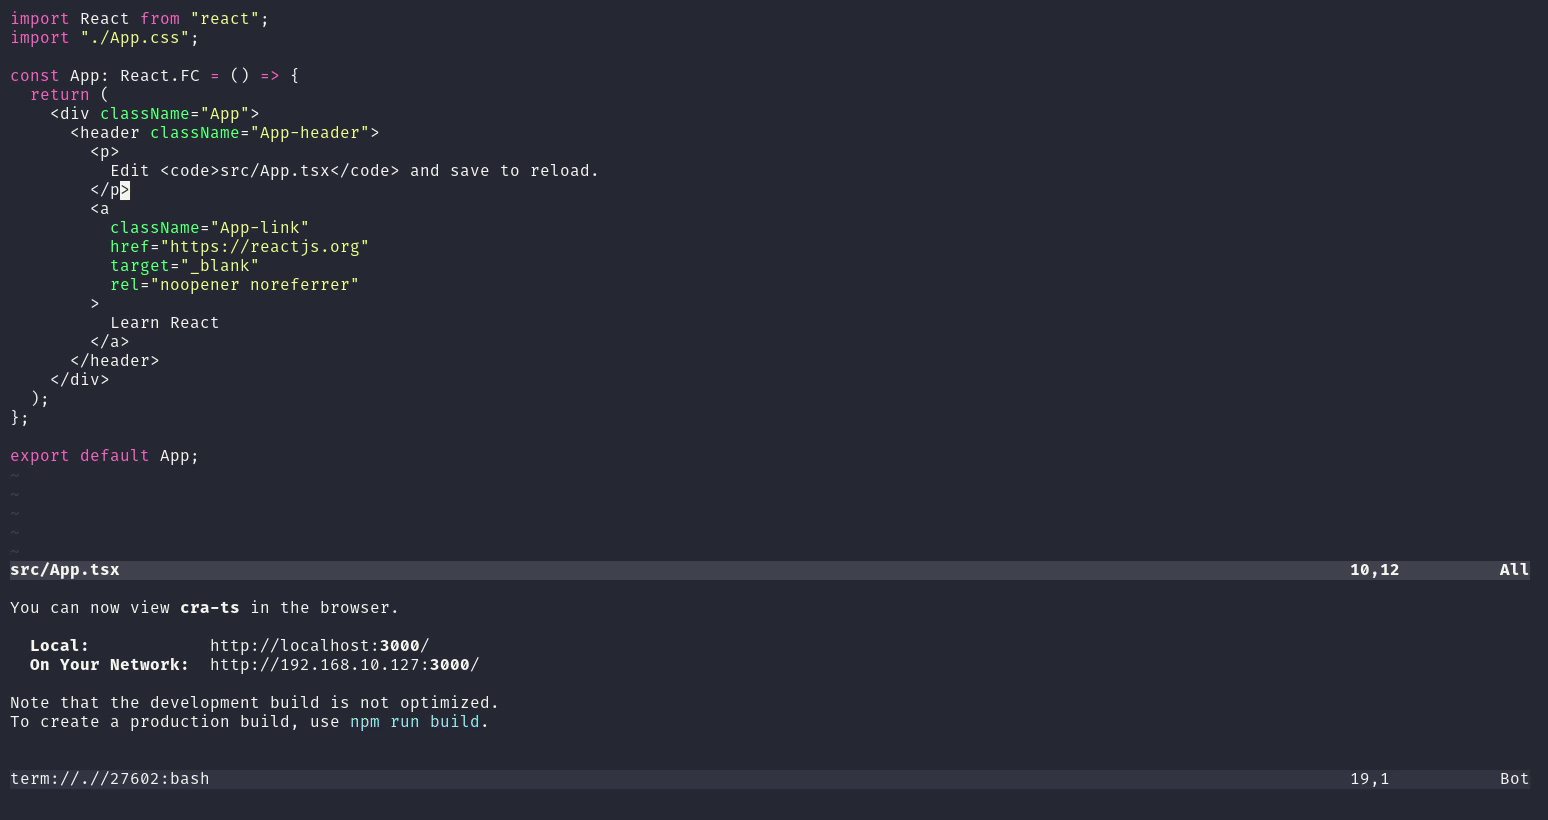 import React from "react";
import "./App.css";

const App: React.FC = () => {
  return (
    <div className="App">
      <header className="App-header">
        <p>
          Edit <code>src/App.tsx</code> and save to reload.
        </p>
        <a
          className="App-link"
          href="https://reactjs.org"
          target="_blank"
          rel="noopener noreferrer"
        >
          Learn React
        </a>
      </header>
    </div>
  );
};

export default App;
~
~
~
~
~
src/App.tsx 10,12 All

You can now view cra-ts in the browser.

  Local:            http://localhost:3000/
  On Your Network:  http://192.168.10.127:3000/

Note that the development build is not optimized.
To create a production build, use npm run build.

term://.//27602:bash 19,1 Bot